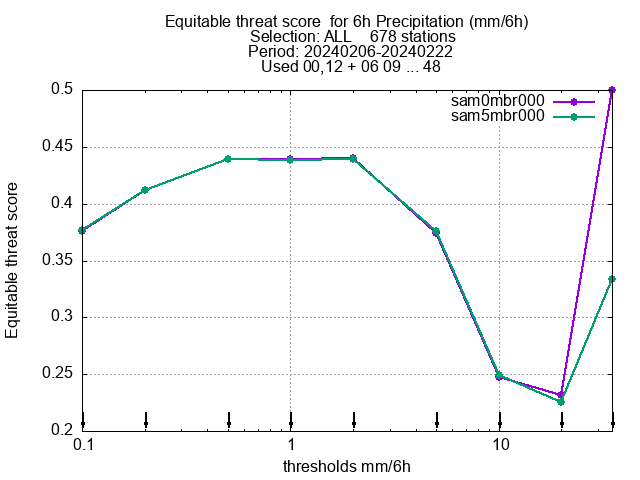 Equitable threat score  for 6h Precipitation (mm/6h)
Selection: ALL    678 stations
Period: 20240206-20240222
Used 00,12 + 06 09 ... 48
sam0mbr000
sam5mbr000
0.5
0.45
0.4
0.35
0.3
0.25
0.2
Equitable threat score
0.1 1 10
thresholds mm/6h